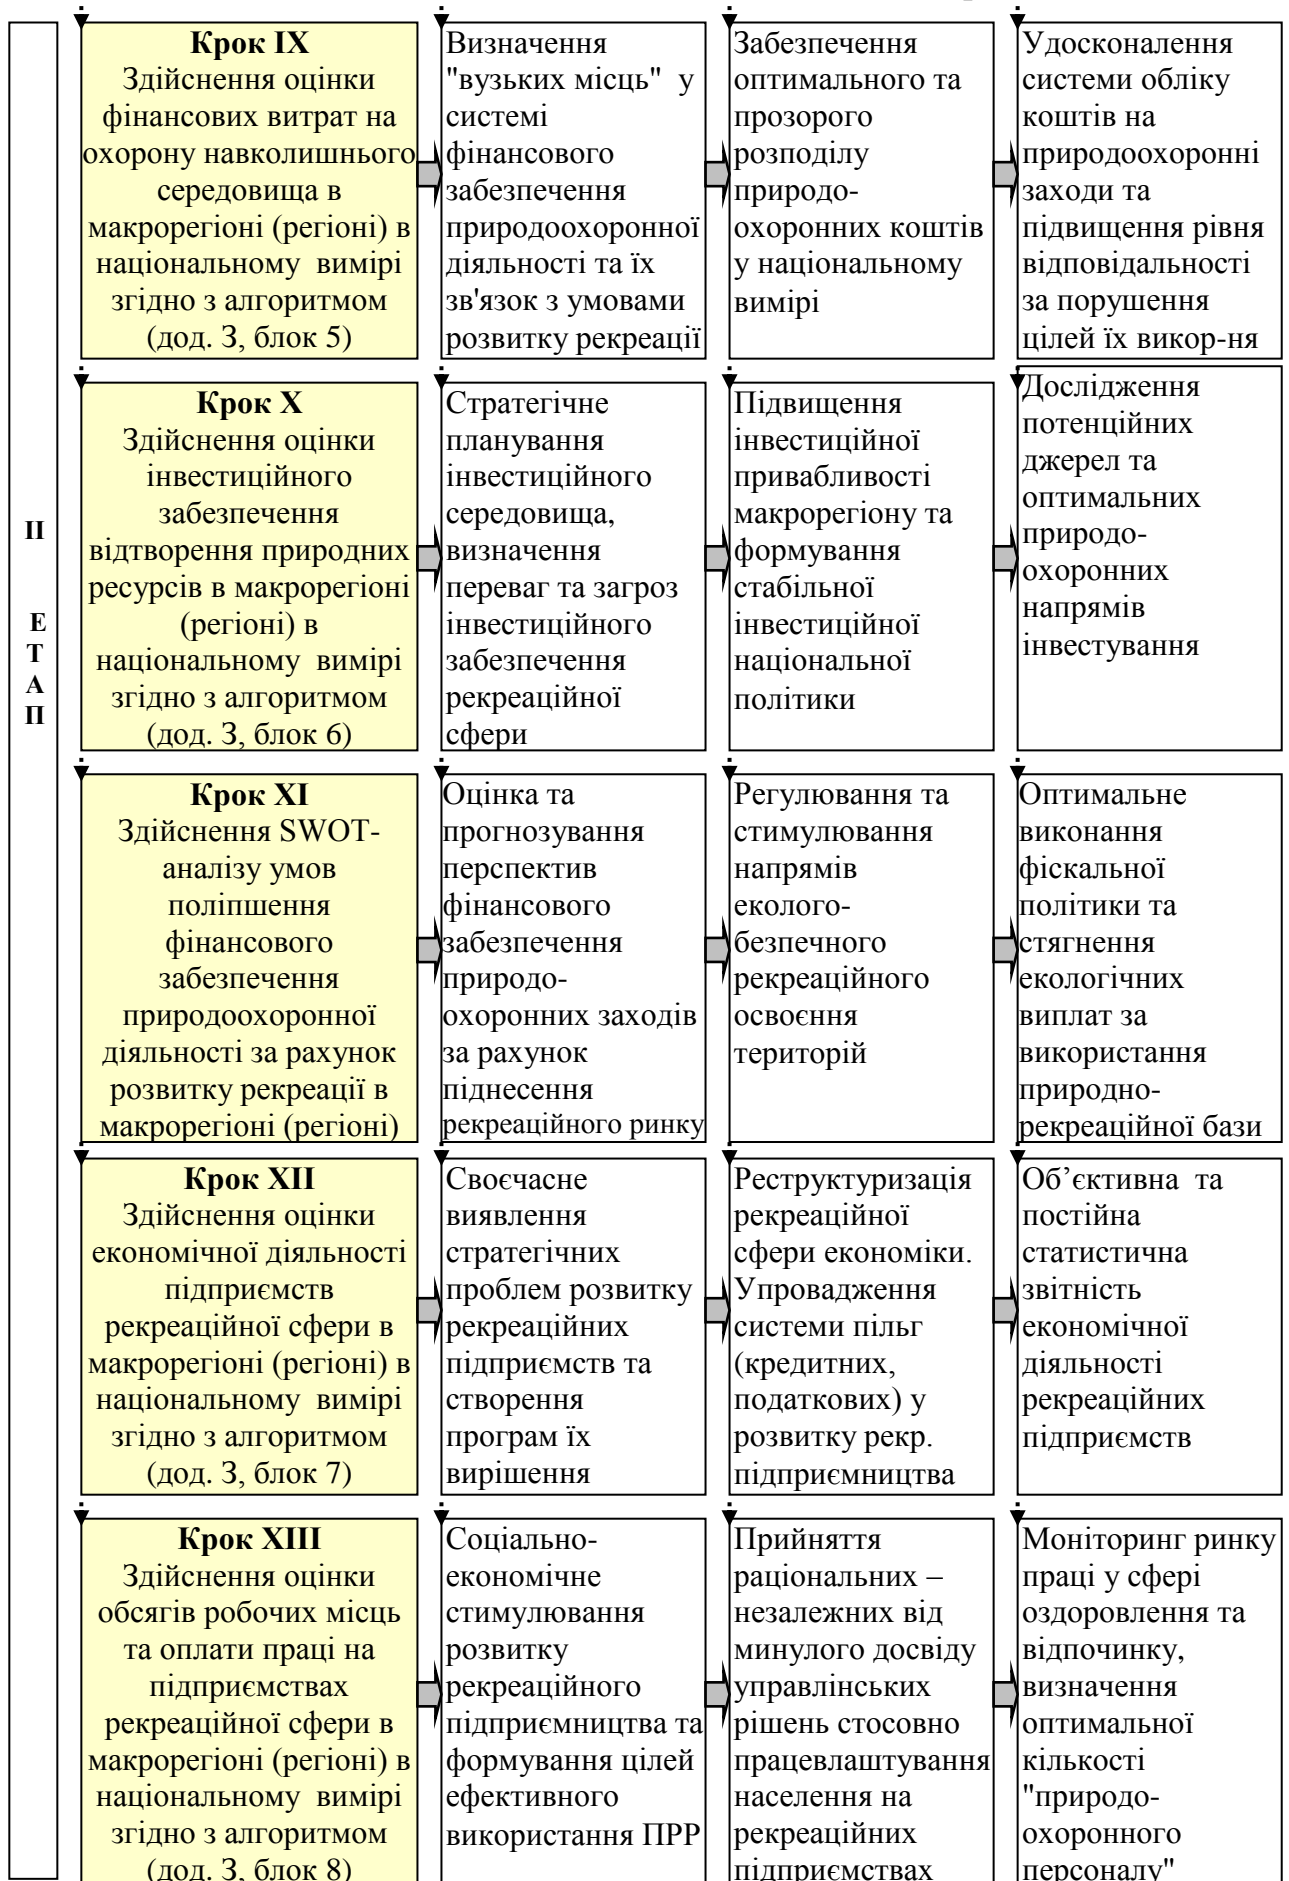 II
Е
Т
А
П
Крок IX
Здійснення оцінки
фінансових витрат на
охорону навколишнього
середовища в
макрорегіоні (регіоні) в
національному вимірі
згідно з алгоритмом
(дод. З, блок 5)
Визначення
"вузьких місць" у
системі
фінансового
забезпечення
природоохоронної
діяльності та їх
зв'язок з умовами
розвитку рекреації
Забезпечення
оптимального та
прозорого
розподілу
природо-
охоронних коштів
у національному
вимірі
Удосконалення
системи обліку
коштів на
природоохоронні
заходи та
підвищення рівня
відповідальності
за порушення
цілей їх викор-ня
Крок X
Здійснення оцінки
інвестиційного
забезпечення
відтворення природних
ресурсів в макрорегіоні
(регіоні) в
національному вимірі
згідно з алгоритмом
(дод. З, блок 6)
Стратегічне
планування
інвестиційного
середовища,
визначення
переваг та загроз
інвестиційного
забезпечення
рекреаційної
сфери
Підвищення
інвестиційної
привабливості
макрорегіону та
формування
стабільної
інвестиційної
національної
політики
Дослідження
потенційних
джерел та
оптимальних
природо-
охоронних
напрямів
інвестування
Крок XI
Здійснення SWOT-
аналізу умов
поліпшення
фінансового
забезпечення
природоохоронної
діяльності за рахунок
розвитку рекреації в
макрорегіоні (регіоні)
Оцінка та
прогнозування
перспектив
фінансового
забезпечення
природо-
охоронних заходів
за рахунок
піднесення
рекреаційного ринку
Регулювання та
стимулювання
напрямів
еколого-
безпечного
рекреаційного
освоєння
територій
Оптимальне
виконання
фіскальної
політики та
стягнення
екологічних
виплат за
використання
природно-
рекреаційної бази
Крок XII
Здійснення оцінки
економічної діяльності
підприємств
рекреаційної сфери в
макрорегіоні (регіоні) в
національному вимірі
згідно з алгоритмом
(дод. З, блок 7)
Своєчасне
виявлення
стратегічних
проблем розвитку
рекреаційних
підприємств та
створення
програм їх
вирішення
Реструктуризація
рекреаційної
сфери економіки.
Упровадження
системи пільг
(кредитних,
податкових) у
розвитку рекр.
підприємництва
Об’єктивна та
постійна
статистична
звітність
економічної
діяльності
рекреаційних
підприємств
Крок XIII
Здійснення оцінки
обсягів робочих місць
та оплати праці на
підприємствах
рекреаційної сфери в
макрорегіоні (регіоні) в
національному вимірі
згідно з алгоритмом
(дод. З, блок 8)
Соціально-
економічне
стимулювання
розвитку
рекреаційного
підприємництва та
формування цілей
ефективного
використання ПРР
Прийняття
раціональних –
незалежних від
минулого досвіду
управлінських
рішень стосовно
працевлаштування
населення на
рекреаційних
підприємствах
Моніторинг ринку
праці у сфері
оздоровлення та
відпочинку,
визначення
оптимальної
кількості
"природо-
охоронного
персоналу"